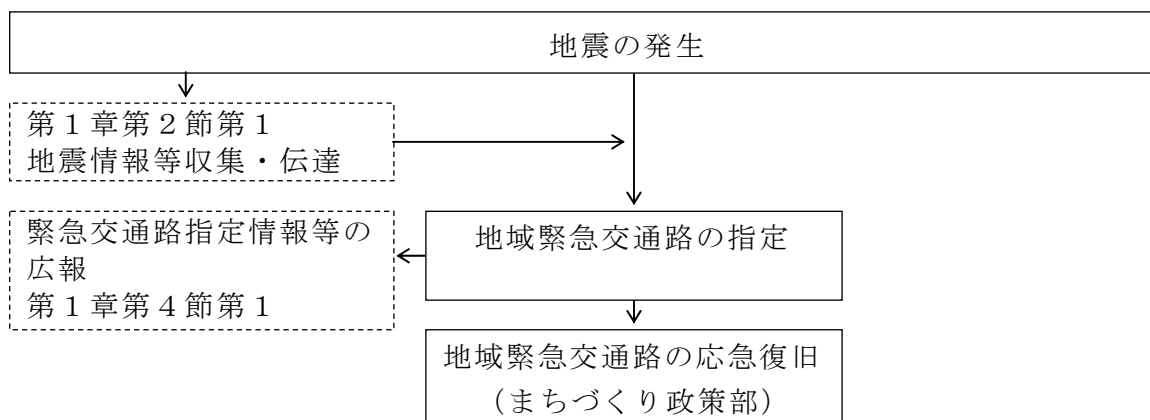 地震の発生
第１章第２節第１
地震情報等収集・伝達
緊急交通路指定情報等の
広報
第１章第４節第１
地域緊急交通路の指定
地域緊急交通路の応急復旧
（まちづくり政策部）